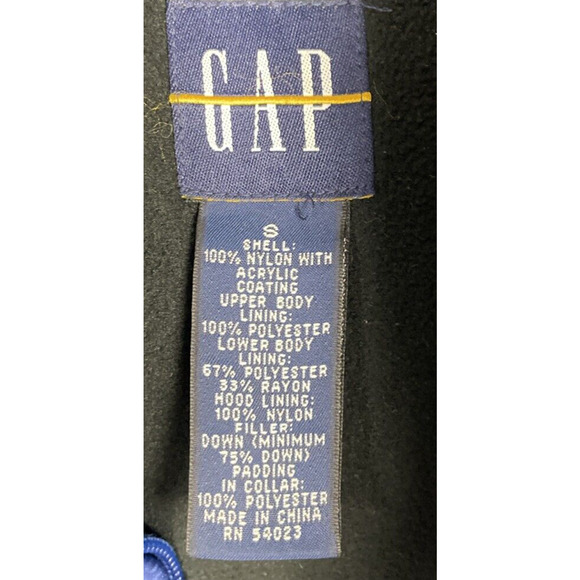 GAP
S
SHELL:
100% NYLON WITH
ACRYLIC
COATING
UPPER BODY
LINING:
100% POLYESTER
LOWER BODY
LINING:
67% POLYESTER
33% RAYON
HOOD LINING:
100% NYLON
FILLER:
DOWN (MINIMUM
75% DOWN)
PADDING
IN COLLAR:
100% POLYESTER
MADE IN CHINA
RN 54023